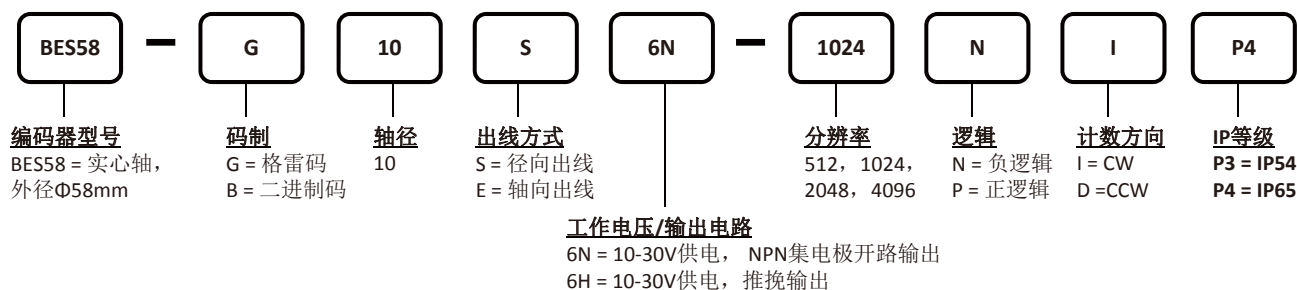 BES58 - G 10 S 6N - 1024 N I P4
编码器型号
BES58 = 实心轴，
外径Φ58mm
码制
G = 格雷码
B = 二进制码
轴径
10
出线方式
S = 径向出线
E = 轴向出线
分辨率
512，1024，
2048，4096
逻辑
N = 负逻辑
P = 正逻辑
计数方向
I = CW
D =CCW
IP等级
P3 = IP54
P4 = IP65
工作电压/输出电路
6N = 10-30V供电， NPN集电极开路输出
6H = 10-30V供电，推挽输出